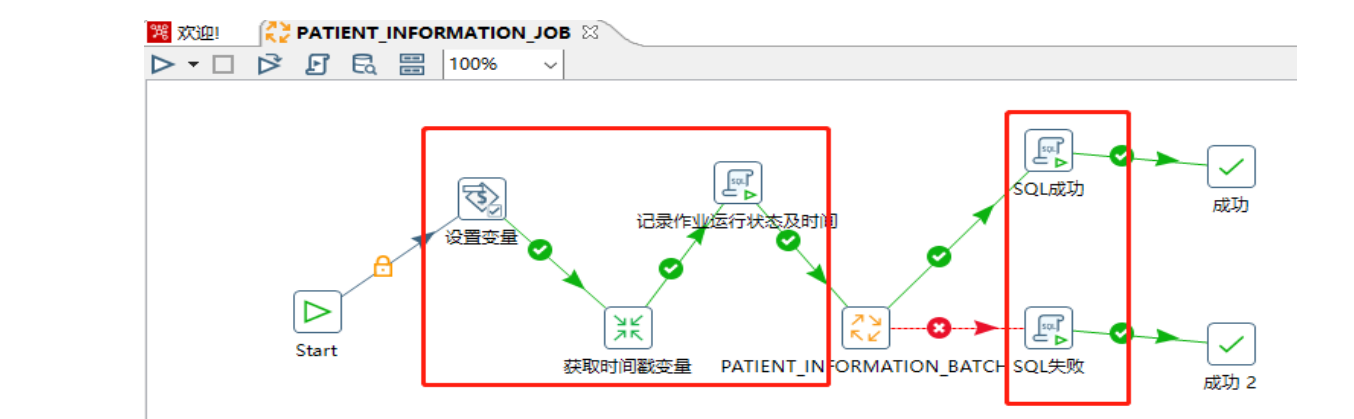 欢迎!
PATIENT_INFORMATION_JOB
100%
Start
设置变量
获取时间戳变量
SQL
记录作业运行状态及时间
PATIENT_INFORMATION_BATCH
SQL
SQL成功
成功
SQL
SQL失败
成功 2